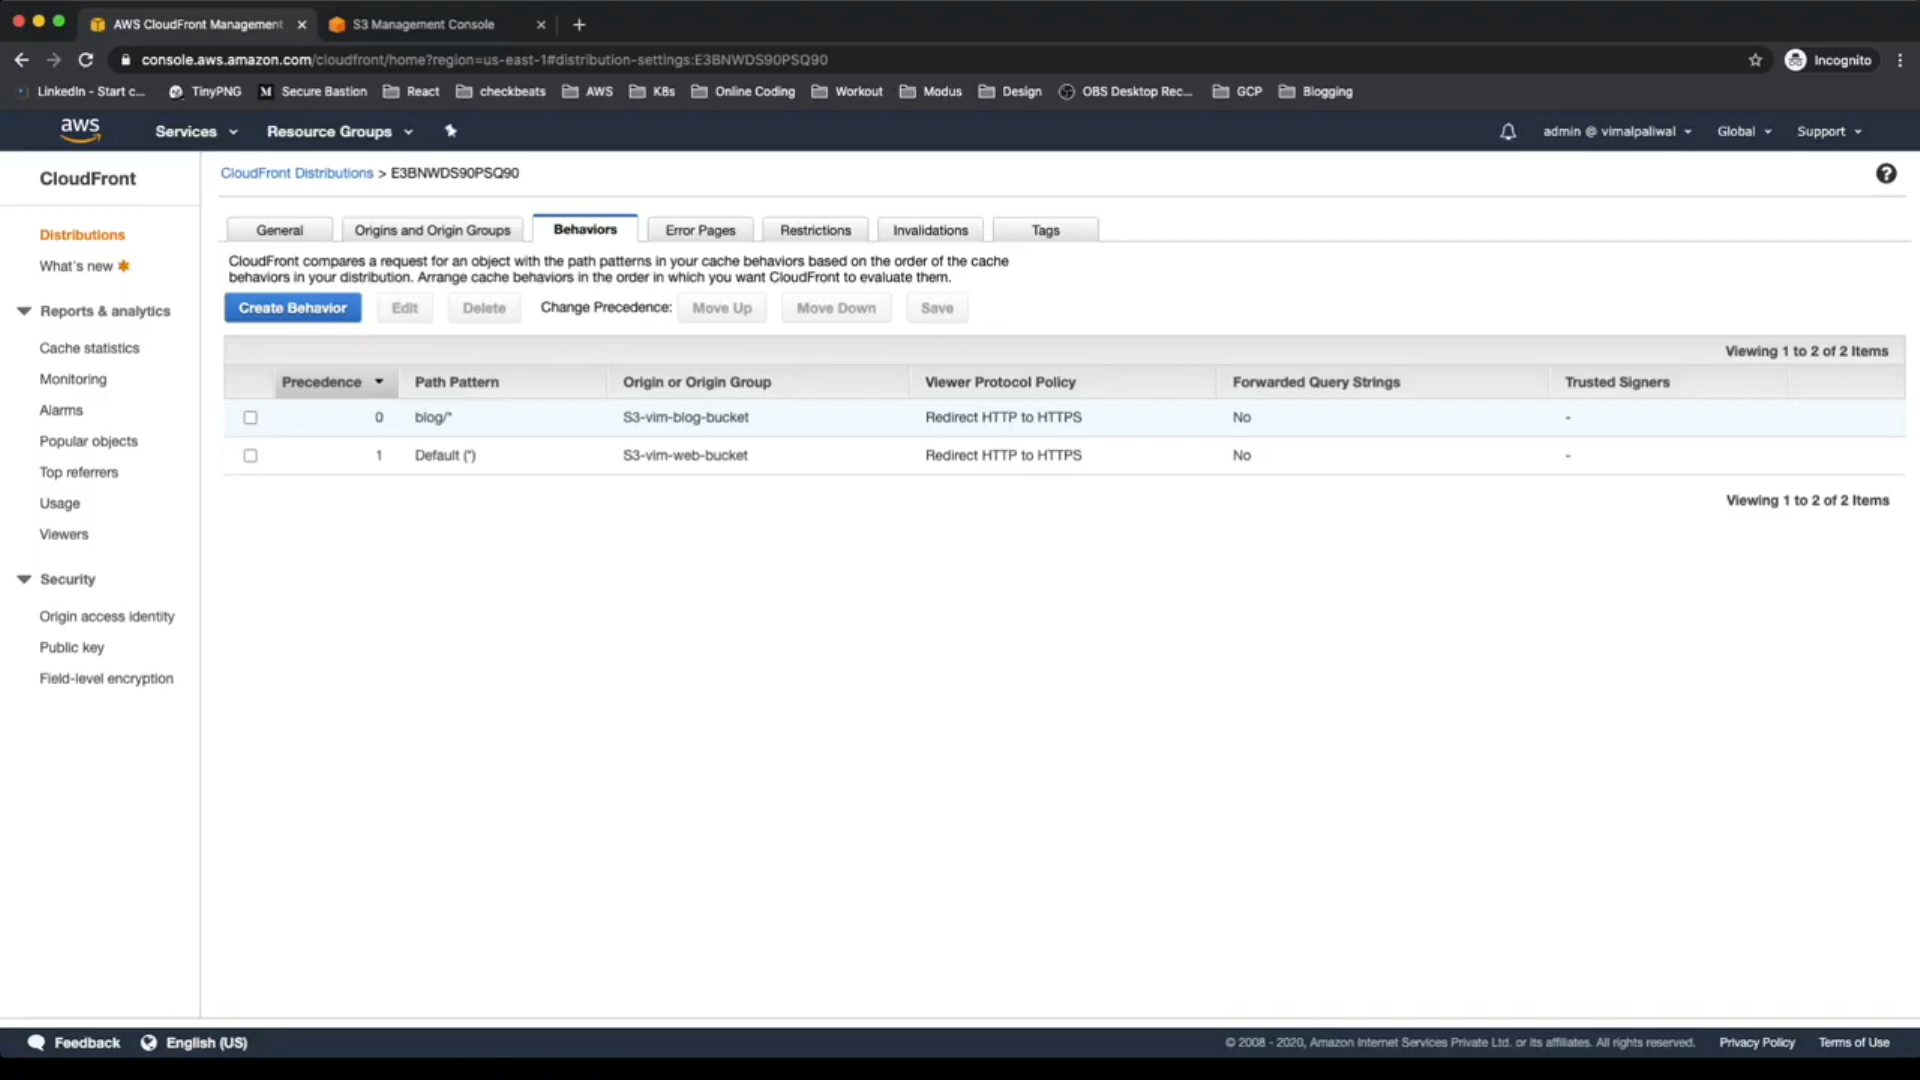 AWS CloudFront Management
S3 Management Console
console.aws.amazon.com/cloudfront/home?region=us-east-1#distribution-settings:E3BNWDS90PSQ90
Incognito
LinkedIn - Start c...
TinyPNG
Secure Bastion
React
checkbeats
AWS
K8s
Online Coding
Workout
Modus
Design
OBS Desktop Rec...
GCP
Blogging
aws
Services
Resource Groups
admin @ vimalpaliwal
Global
Support
CloudFront
Distributions
What's new
Reports & analytics
Cache statistics
Monitoring
Alarms
Popular objects
Top referrers
Usage
Viewers
Security
Origin access identity
Public key
Field-level encryption
CloudFront Distributions > E3BNWDS90PSQ90
General
Origins and Origin Groups
Behaviors
Error Pages
Restrictions
Invalidations
Tags
CloudFront compares a request for an object with the path patterns in your cache behaviors based on the order of the cache
behaviors in your distribution. Arrange cache behaviors in the order in which you want CloudFront to evaluate them.
Create Behavior
Edit
Delete
Change Precedence:
Move Up
Move Down
Save
Viewing 1 to 2 of 2 Items
Precedence Path Pattern Origin or Origin Group Viewer Protocol Policy Forwarded Query Strings Trusted Signers
0 blog/* S3-vim-blog-bucket Redirect HTTP to HTTPS No -
1 Default (*) S3-vim-web-bucket Redirect HTTP to HTTPS No -
Viewing 1 to 2 of 2 Items
Feedback
English (US)
© 2008 - 2020, Amazon Internet Services Private Ltd. or its affiliates. All rights reserved.
Privacy Policy
Terms of Use